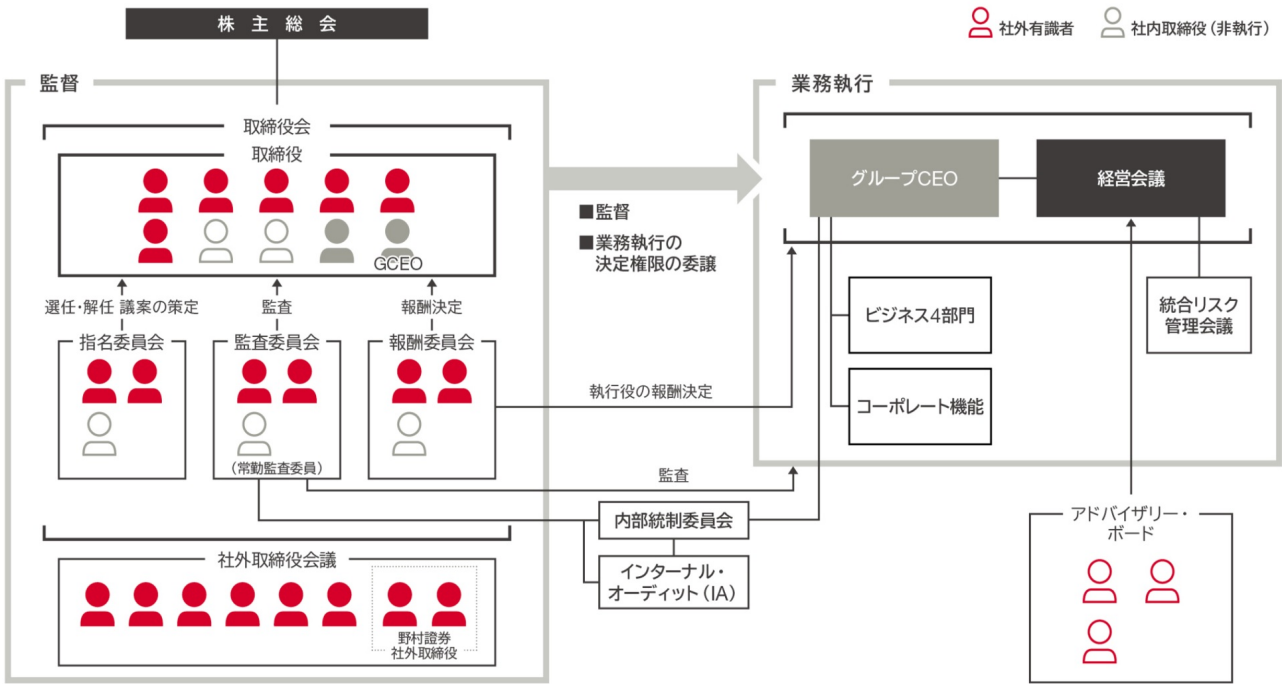 株主総会
社外有識者
社内取締役(非執行)
監督
取締役会
取締役
GCEO
選任・解任 議案の策定
監査
報酬決定
指名委員会
監査委員会
(常勤監査委員)
報酬委員会
社外取締役会議
野村證券
社外取締役
■監督
■業務執行の
決定権限の委譲
執行役の報酬決定
監査
内部統制委員会
インターナル・
オーディット(IA)
業務執行
グループCEO
経営会議
ビジネス4部門
コーポレート機能
統合リスク
管理会議
アドバイザリー・
ボード